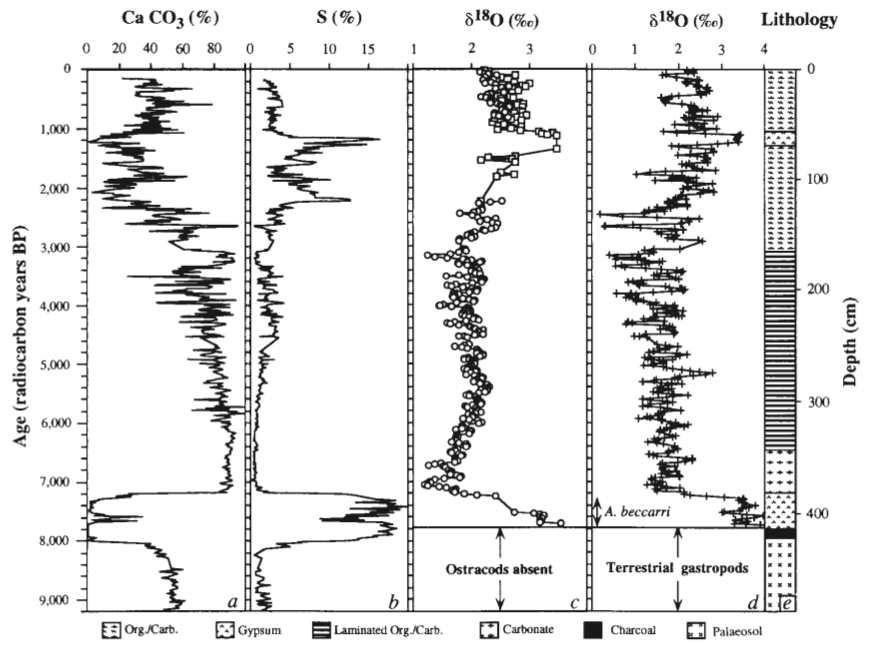 Ca CO3 (%) S (%) δ18O (‰) δ18O (‰) Lithology
0 20 40 60 80 0 5 10 15 1 2 3 0 1 2 3 4
0 0
1,000
2,000 100
3,000
4,000 200
5,000
6,000 300
7,000
8,000 400
9,000
Age (radiocarbon years BP)
Depth (cm)
A. beccarri
Ostracods absent Terrestrial gastropods
a b c d e
Org./Carb. Gypsum Laminated Org./Carb. Carbonate Charcoal Palaeosol